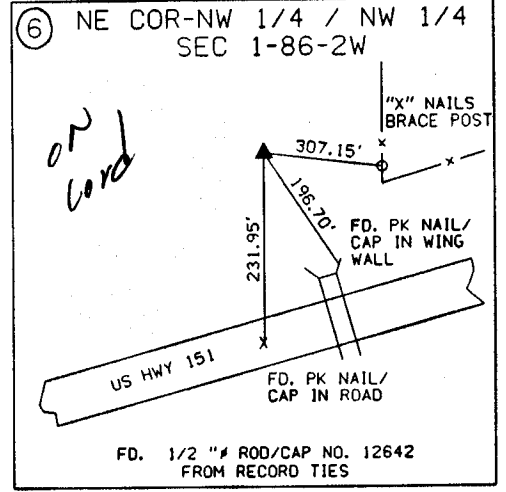 6 NE COR-NW 1/4 / NW 1/4
SEC 1-86-2W
"X" NAILS
BRACE POST
307.15'
196.70'
231.95'
FD. PK NAIL/
CAP IN WING
WALL
US HWY 151
FD. PK NAIL/
CAP IN ROAD
FD. 1/2 " ROD/CAP NO. 12642
FROM RECORD TIES